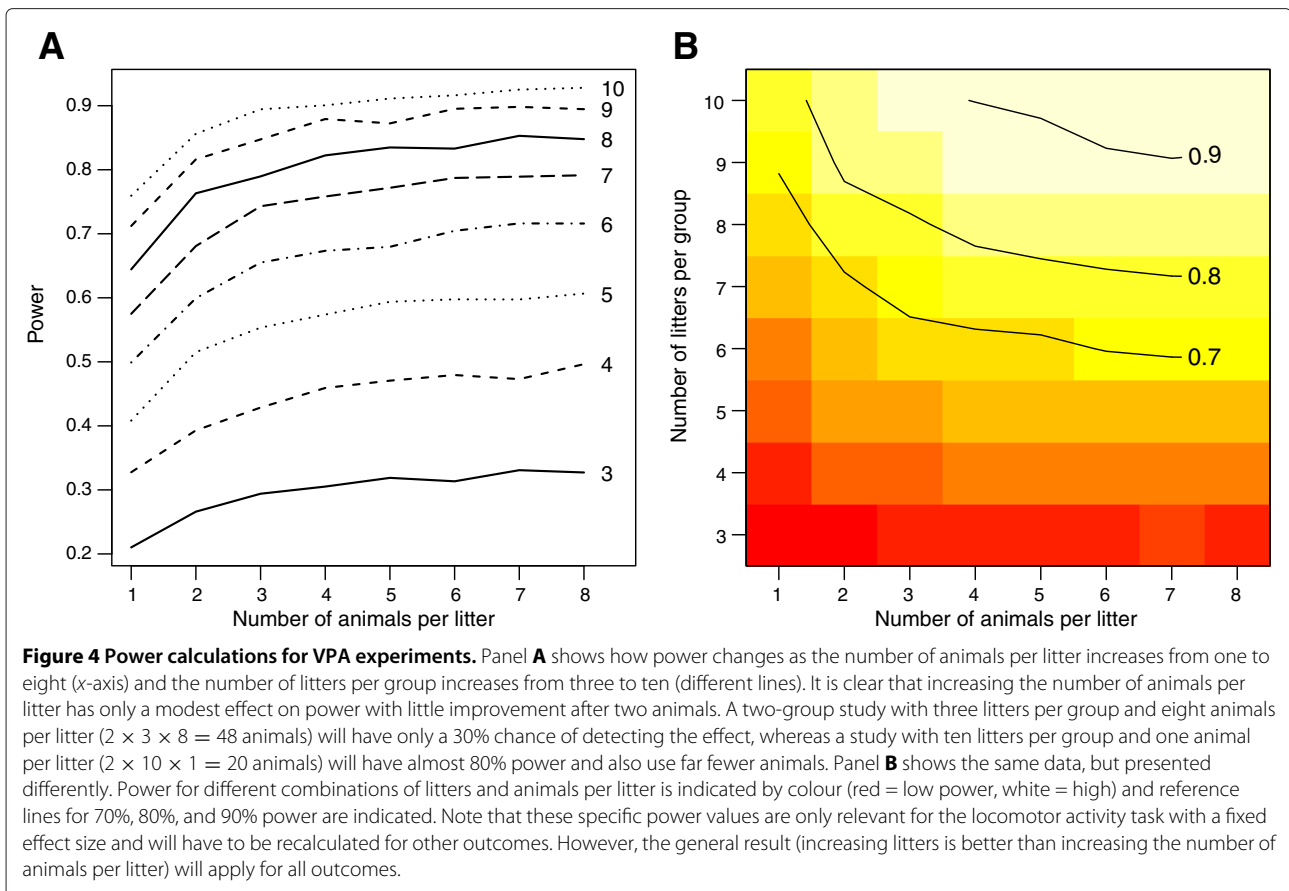 A
B
0.9
0.8
0.7
0.6
0.5
0.4
0.3
0.2
Power
10
9
8
7
6
5
4
3
1 2 3 4 5 6 7 8
Number of animals per litter
10
9
8
7
6
5
4
3
Number of litters per group
0.9
0.8
0.7
1 2 3 4 5 6 7 8
Number of animals per litter
Figure 4 Power calculations for VPA experiments. Panel A shows how power changes as the number of animals per litter increases from one to
eight (x-axis) and the number of litters per group increases from three to ten (different lines). It is clear that increasing the number of animals per
litter has only a modest effect on power with little improvement after two animals. A two-group study with three litters per group and eight animals
per litter (2 × 3 × 8 = 48 animals) will have only a 30% chance of detecting the effect, whereas a study with ten litters per group and one animal
per litter (2 × 10 × 1 = 20 animals) will have almost 80% power and also use far fewer animals. Panel B shows the same data, but presented
differently. Power for different combinations of litters and animals per litter is indicated by colour (red = low power, white = high) and reference
lines for 70%, 80%, and 90% power are indicated. Note that these specific power values are only relevant for the locomotor activity task with a fixed
effect size and will have to be recalculated for other outcomes. However, the general result (increasing litters is better than increasing the number of
animals per litter) will apply for all outcomes.